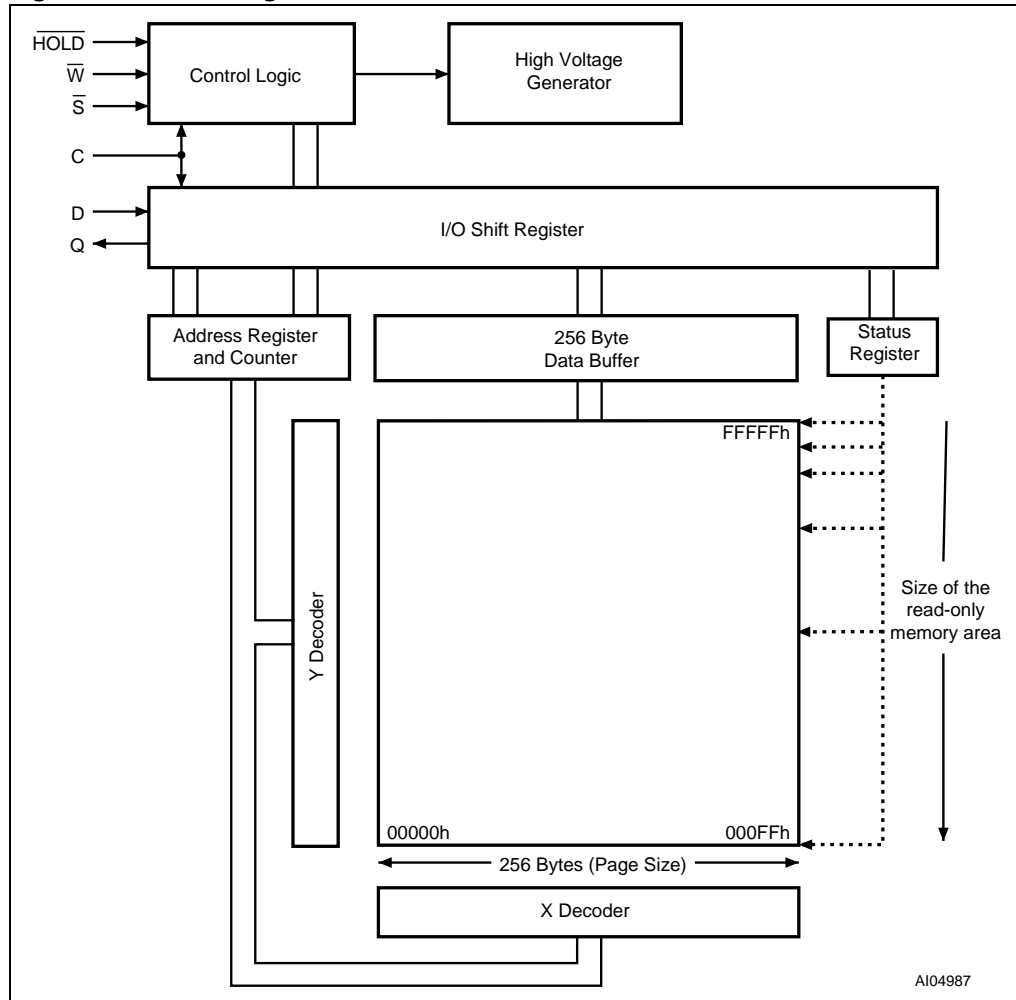 HOLD
W
S
C
D
Q
Control Logic
High Voltage
Generator
I/O Shift Register
Address Register
and Counter
256 Byte
Data Buffer
Status
Register
FFFFFh
Y Decoder
Size of the
read-only
memory area
00000h
000FFh
256 Bytes (Page Size)
X Decoder
AI04987